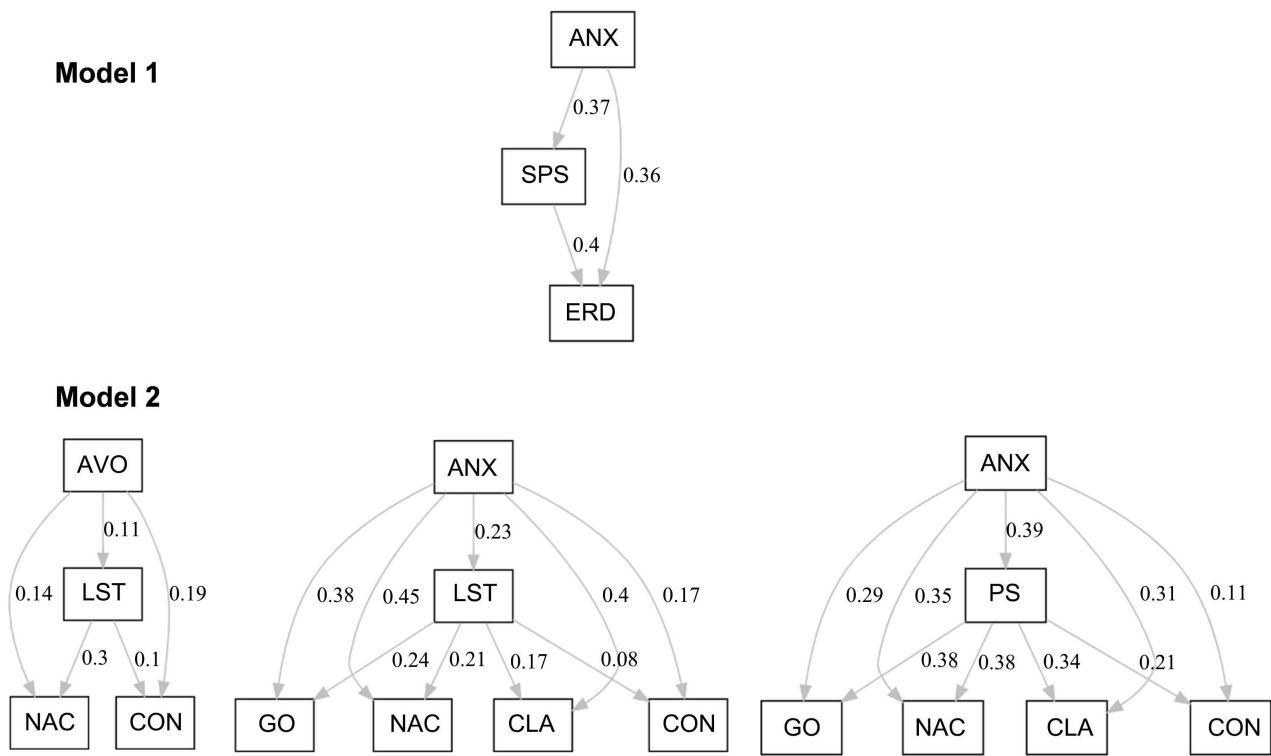 Model 1
ANX
0.37
SPS
0.36
0.4
ERD
Model 2
AVO
0.11
LST
0.14
0.19
0.3
0.1
NAC
CON
ANX
0.23
LST
0.38
0.45
0.4
0.17
0.24
0.21
0.17
0.08
GO
NAC
CLA
CON
ANX
0.39
PS
0.29
0.35
0.31
0.11
0.38
0.38
0.34
0.21
GO
NAC
CLA
CON